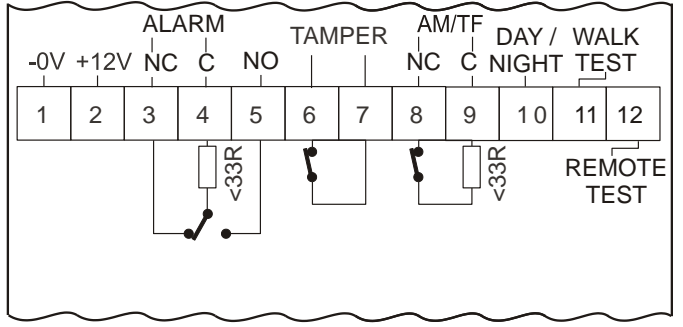 ALARM TAMPER AM/TF DAY / WALK
-0V +12V NC C NO NC C NIGHT TEST
1 2 3 4 5 6 7 8 9 10 11 12
<33R <33R REMOTE
TEST